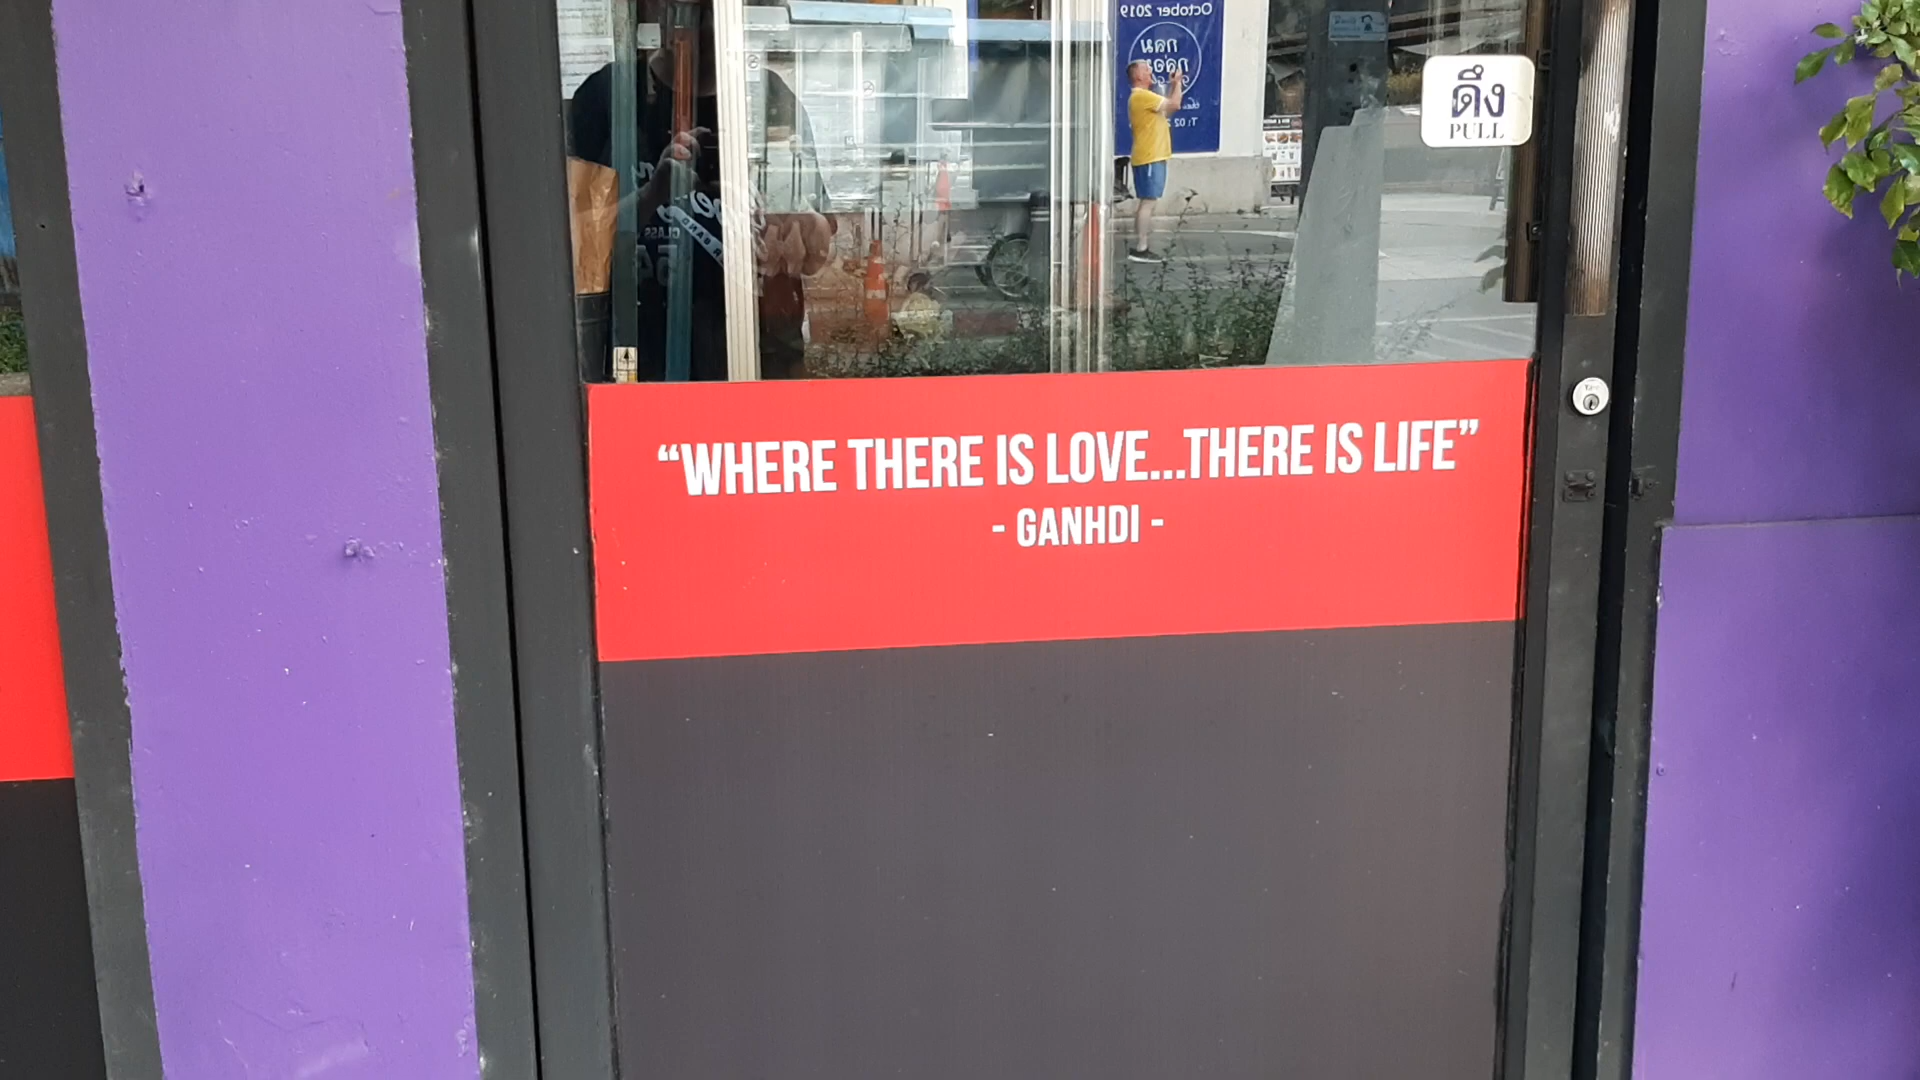 October 2019
ดึง
PULL
“WHERE THERE IS LOVE...THERE IS LIFE”
- GANHDI -